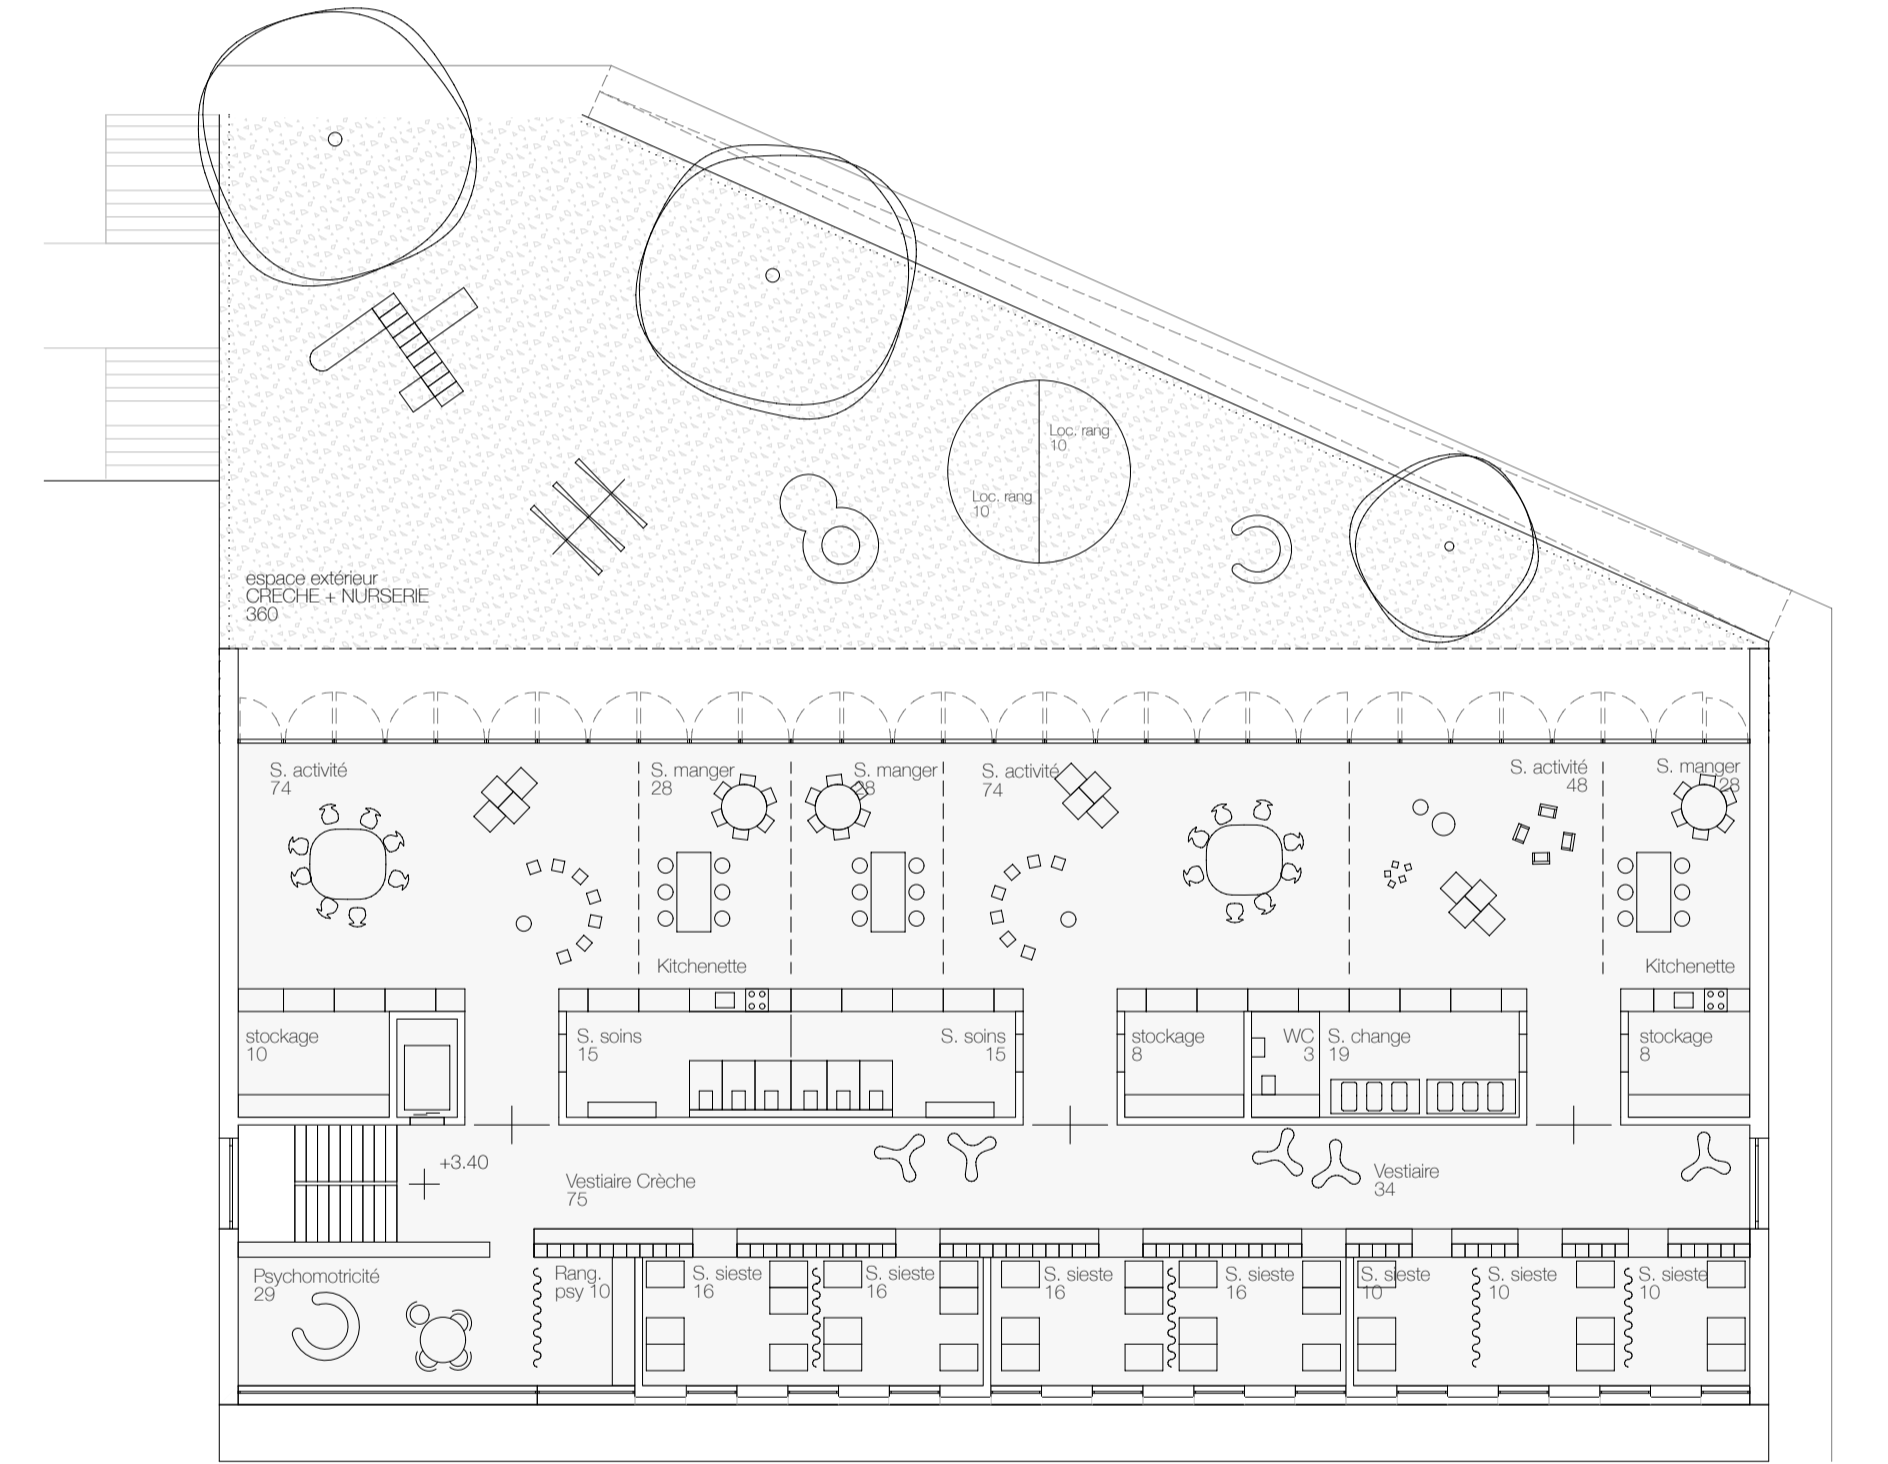 Loc. rang
10
Loc. rang
10
espace extérieur
CRECHE + NURSERIE
360
S. activité
74
S. manger
28
S. manger
28
S. activité
74
S. activité
48
S. manger
28
Kitchenette
Kitchenette
stockage
10
S. soins
15
S. soins
15
stockage
8
WC
3
S. change
19
stockage
8
+3.40
Vestiaire Crèche
75
Vestiaire
34
Psychomotricité
29
Rang.
psy 10
S. sieste
16
S. sieste
16
S. sieste
16
S. sieste
16
S. sieste
10
S. sieste
10
S. sieste
10